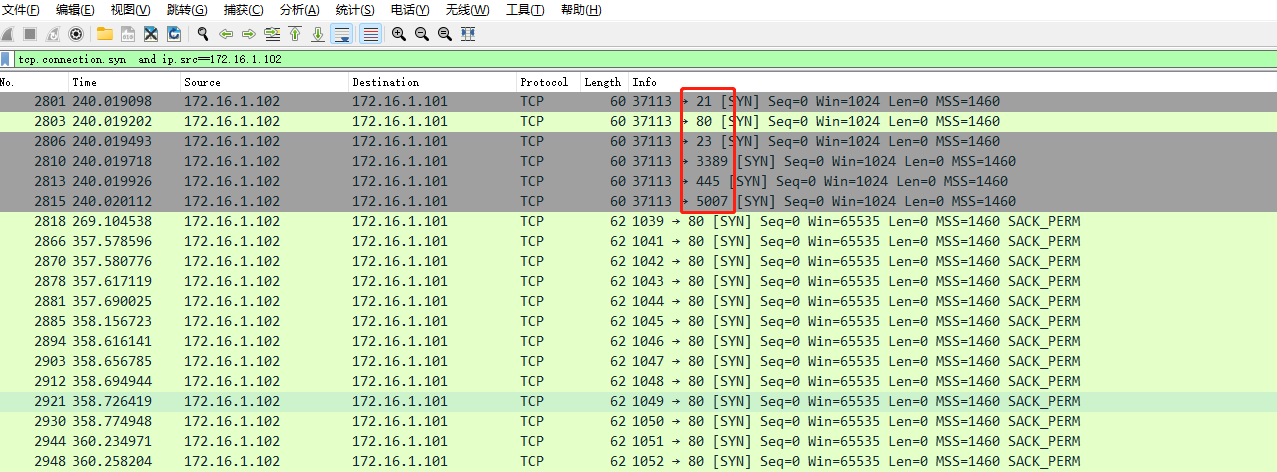 文件(F) 编辑(E) 视图(V) 跳转(G) 捕获(C) 分析(A) 统计(S) 电话(Y) 无线(W) 工具(T) 帮助(H)
tcp.connection.syn and ip.src==172.16.1.102
No. Time Source Destination Protocol Length Info
2801 240.019098 172.16.1.102 172.16.1.101 TCP 60 37113 → 21 [SYN] Seq=0 Win=1024 Len=0 MSS=1460
2803 240.019202 172.16.1.102 172.16.1.101 TCP 60 37113 → 80 [SYN] Seq=0 Win=1024 Len=0 MSS=1460
2806 240.019493 172.16.1.102 172.16.1.101 TCP 60 37113 → 23 [SYN] Seq=0 Win=1024 Len=0 MSS=1460
2810 240.019718 172.16.1.102 172.16.1.101 TCP 60 37113 → 3389 [SYN] Seq=0 Win=1024 Len=0 MSS=1460
2813 240.019926 172.16.1.102 172.16.1.101 TCP 60 37113 → 445 [SYN] Seq=0 Win=1024 Len=0 MSS=1460
2815 240.020112 172.16.1.102 172.16.1.101 TCP 60 37113 → 5007 [SYN] Seq=0 Win=1024 Len=0 MSS=1460
2818 269.104538 172.16.1.102 172.16.1.101 TCP 62 1039 → 80 [SYN] Seq=0 Win=65535 Len=0 MSS=1460 SACK_PERM
2866 357.578596 172.16.1.102 172.16.1.101 TCP 62 1041 → 80 [SYN] Seq=0 Win=65535 Len=0 MSS=1460 SACK_PERM
2870 357.580776 172.16.1.102 172.16.1.101 TCP 62 1042 → 80 [SYN] Seq=0 Win=65535 Len=0 MSS=1460 SACK_PERM
2878 357.617119 172.16.1.102 172.16.1.101 TCP 62 1043 → 80 [SYN] Seq=0 Win=65535 Len=0 MSS=1460 SACK_PERM
2881 357.690025 172.16.1.102 172.16.1.101 TCP 62 1044 → 80 [SYN] Seq=0 Win=65535 Len=0 MSS=1460 SACK_PERM
2885 358.156723 172.16.1.102 172.16.1.101 TCP 62 1045 → 80 [SYN] Seq=0 Win=65535 Len=0 MSS=1460 SACK_PERM
2894 358.616141 172.16.1.102 172.16.1.101 TCP 62 1046 → 80 [SYN] Seq=0 Win=65535 Len=0 MSS=1460 SACK_PERM
2903 358.656785 172.16.1.102 172.16.1.101 TCP 62 1047 → 80 [SYN] Seq=0 Win=65535 Len=0 MSS=1460 SACK_PERM
2912 358.694944 172.16.1.102 172.16.1.101 TCP 62 1048 → 80 [SYN] Seq=0 Win=65535 Len=0 MSS=1460 SACK_PERM
2921 358.726419 172.16.1.102 172.16.1.101 TCP 62 1049 → 80 [SYN] Seq=0 Win=65535 Len=0 MSS=1460 SACK_PERM
2930 358.774948 172.16.1.102 172.16.1.101 TCP 62 1050 → 80 [SYN] Seq=0 Win=65535 Len=0 MSS=1460 SACK_PERM
2944 360.234971 172.16.1.102 172.16.1.101 TCP 62 1051 → 80 [SYN] Seq=0 Win=65535 Len=0 MSS=1460 SACK_PERM
2948 360.258204 172.16.1.102 172.16.1.101 TCP 62 1052 → 80 [SYN] Seq=0 Win=65535 Len=0 MSS=1460 SACK_PERM